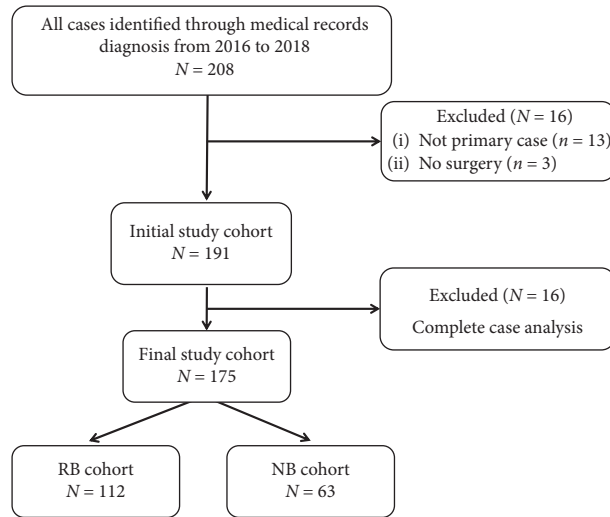 All cases identified through medical records
diagnosis from 2016 to 2018
N = 208
Excluded (N = 16)
(i) Not primary case (n = 13)
(ii) No surgery (n = 3)
Initial study cohort
N = 191
Excluded (N = 16)
Complete case analysis
Final study cohort
N = 175
RB cohort
N = 112
NB cohort
N = 63